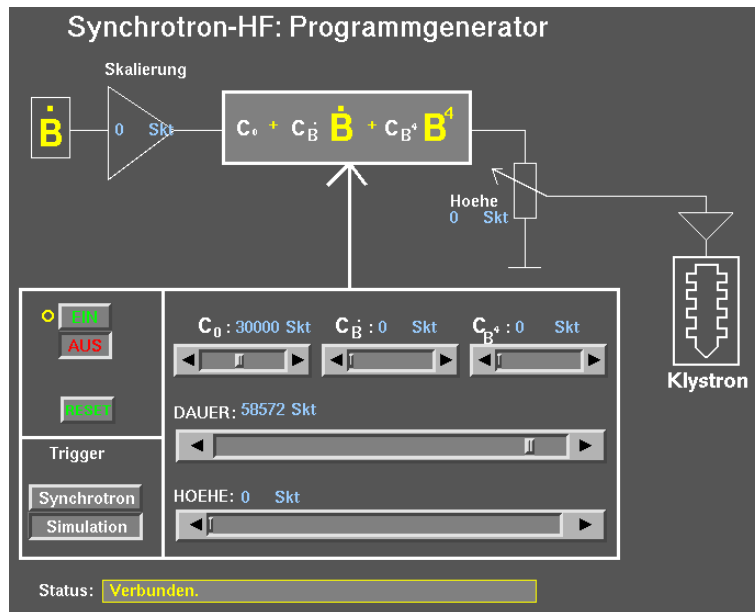 Synchrotron-HF: Programmgenerator
Skalierung
Ḃ
0 Skt
C₀ + C_Ḃ Ḃ + C_B⁴ B⁴
Hoehe
0 Skt
Klystron
EIN
AUS
RESET
C₀ : 30000 Skt C_Ḃ : 0 Skt C_B⁴ : 0 Skt
DAUER: 58572 Skt
Trigger
Synchrotron
Simulation
HOEHE: 0 Skt
Status: Verbunden.